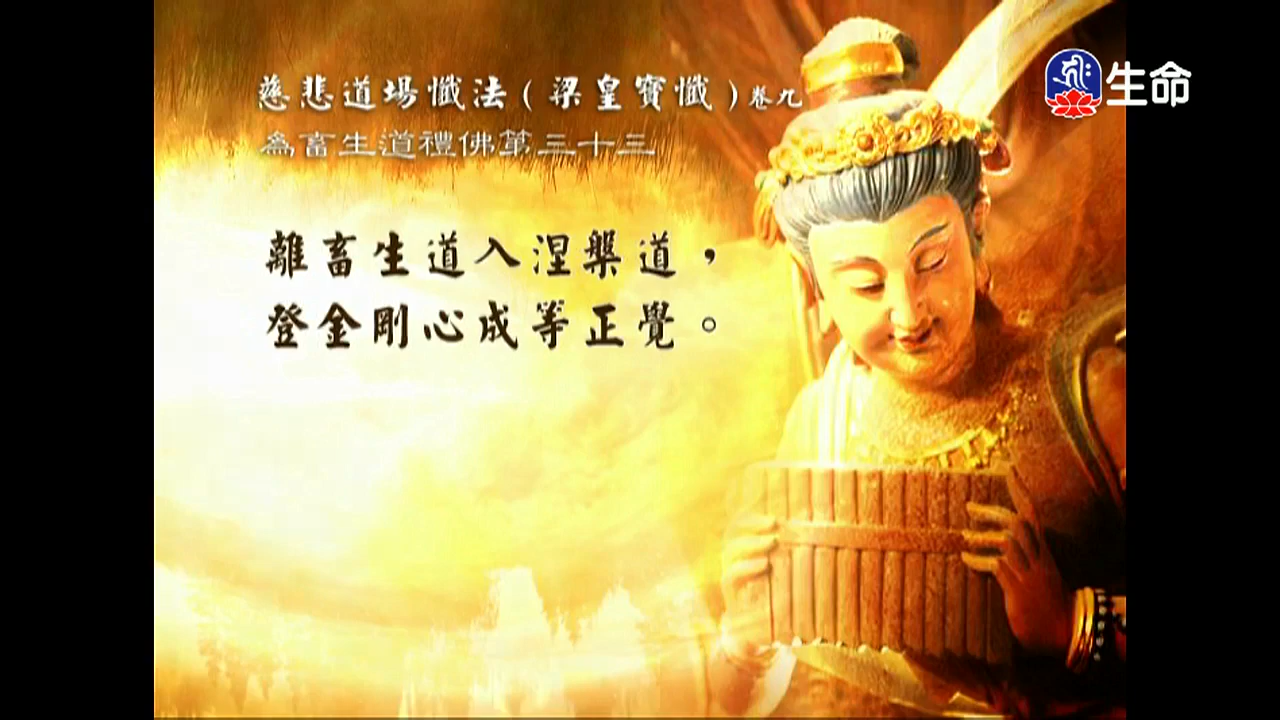 慈悲道場懺法(梁皇寶懺)卷九
為畜生道禮佛第三十三
生命
離畜生道入涅槃道，
登金剛心成等正覺。